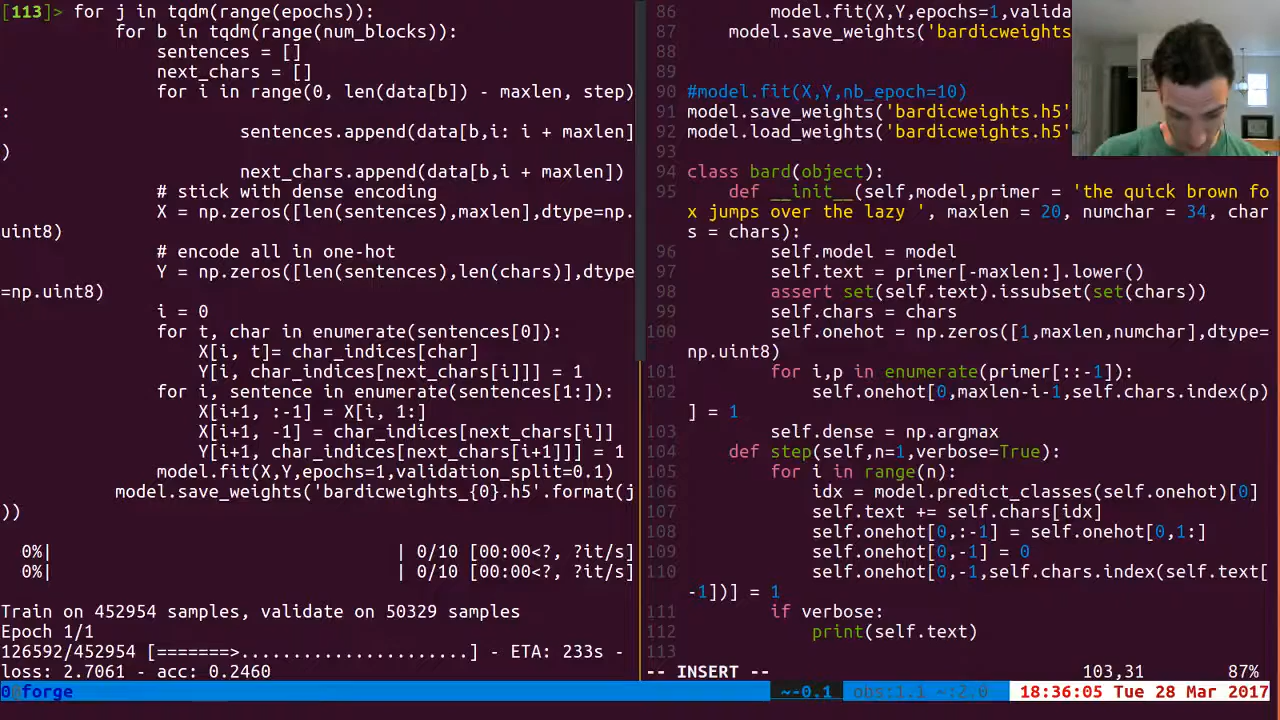 [113]> for j in tqdm(range(epochs)):
for b in tqdm(range(num_blocks)):
sentences = []
next_chars = []
for i in range(0, len(data[b]) - maxlen, step)
:
sentences.append(data[b,i: i + maxlen]
)
next_chars.append(data[b,i + maxlen])
# stick with dense encoding
X = np.zeros([len(sentences),maxlen],dtype=np.
uint8)
# encode all in one-hot
Y = np.zeros([len(sentences),len(chars)],dtype
=np.uint8)
i = 0
for t, char in enumerate(sentences[0]):
X[i, t]= char_indices[char]
Y[i, char_indices[next_chars[i]]] = 1
for i, sentence in enumerate(sentences[1:]):
X[i+1, :-1] = X[i, 1:]
X[i+1, -1] = char_indices[next_chars[i]]
Y[i+1, char_indices[next_chars[i+1]]] = 1
model.fit(X,Y,epochs=1,validation_split=0.1)
model.save_weights('bardicweights_{0}.h5'.format(j
))
0%| | 0/10 [00:00<?, ?it/s]
0%| | 0/10 [00:00<?, ?it/s]
Train on 452954 samples, validate on 50329 samples
Epoch 1/1
126592/452954 [=======>......................] - ETA: 233s -
loss: 2.7061 - acc: 0.2460
86 model.fit(X,Y,epochs=1,valida
87 model.save_weights('bardicweights
88
89
90 #model.fit(X,Y,nb_epoch=10)
91 model.save_weights('bardicweights.h5'
92 model.load_weights('bardicweights.h5'
93
94 class bard(object):
95 def __init__(self,model,primer = 'the quick brown fo
x jumps over the lazy ', maxlen = 20, numchar = 34, char
s = chars):
96 self.model = model
97 self.text = primer[-maxlen:].lower()
98 assert set(self.text).issubset(set(chars))
99 self.chars = chars
100 self.onehot = np.zeros([1,maxlen,numchar],dtype=
np.uint8)
101 for i,p in enumerate(primer[::-1]):
102 self.onehot[0,maxlen-i-1,self.chars.index(p)
] = 1
103 self.dense = np.argmax
104 def step(self,n=1,verbose=True):
105 for i in range(n):
106 idx = model.predict_classes(self.onehot)[0]
107 self.text += self.chars[idx]
108 self.onehot[0,:-1] = self.onehot[0,1:]
109 self.onehot[0,-1] = 0
110 self.onehot[0,-1,self.chars.index(self.text[
-1])] = 1
111 if verbose:
112 print(self.text)
113
-- INSERT -- 103,31 87%
0 forge ~-0.1 obs:1.1 ~:2.0 18:36:05 Tue 28 Mar 2017